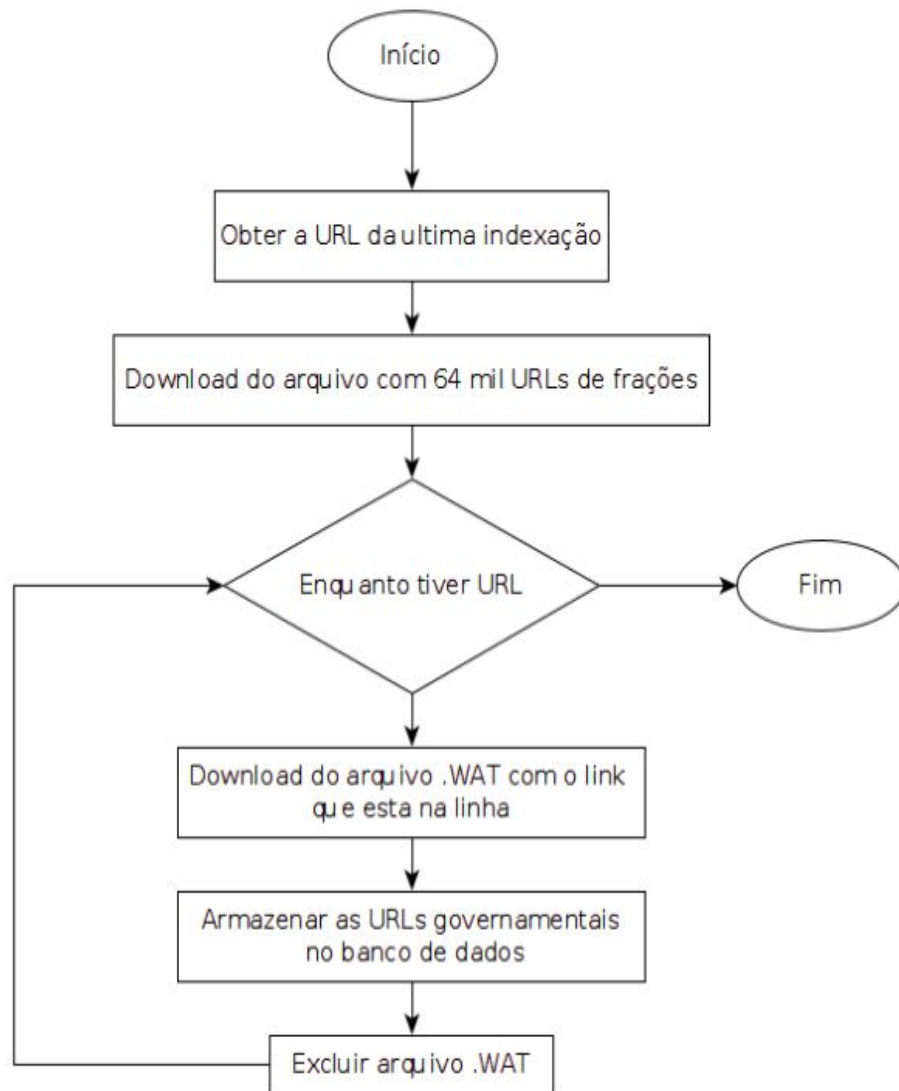 Início
Obter a URL da ultima indexação
Download do arquivo com 64 mil URLs de frações
Enquanto tiver URL
Fim
Download do arquivo .WAT com o link
que esta na linha
Armazenar as URLs governamentais
no banco de dados
Excluir arquivo .WAT